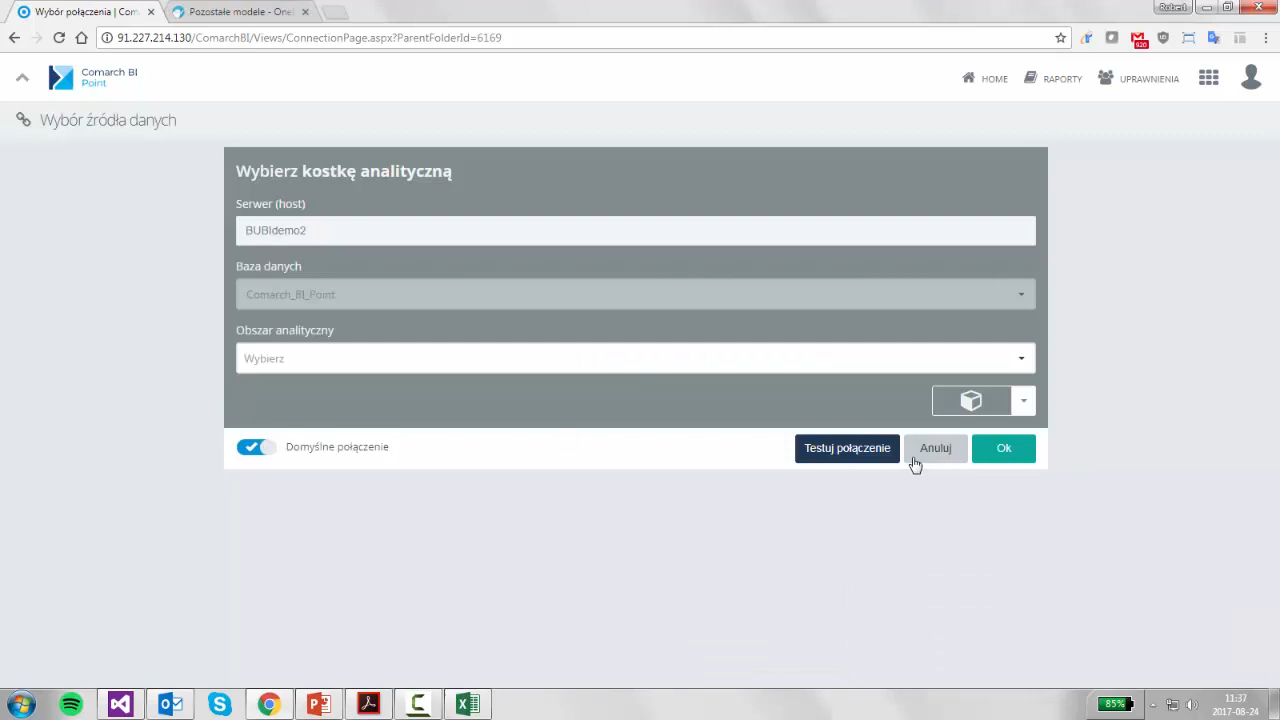 Wybór połączenia | Com
Pozostałe modele - One
Robert
91.227.214.130/ComarchBI/Views/ConnectionPage.aspx?ParentFolderId=6169
920
Comarch BI
Point
HOME
RAPORTY
UPRAWNIENIA
Wybór źródła danych
Wybierz kostkę analityczną
Serwer (host)
BUBIdemo2
Baza danych
Comarch_BI_Point
Obszar analityczny
Wybierz
Domyślne połączenie
Testuj połączenie
Anuluj
Ok
85%
11:37
2017-08-24